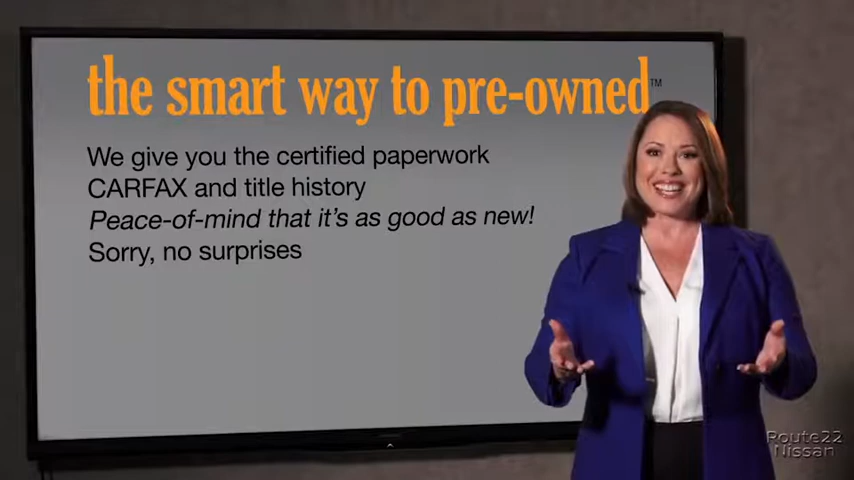 the smart way to pre-owned™
We give you the certified paperwork
CARFAX and title history
Peace-of-mind that it's as good as new!
Sorry, no surprises
Route22
Nissan